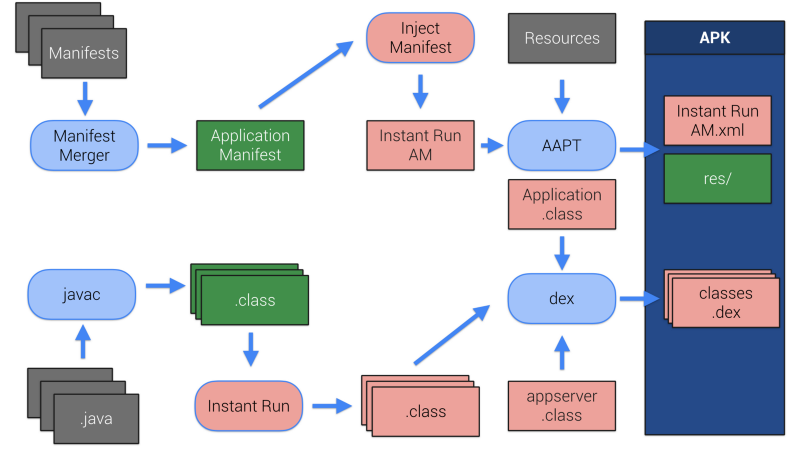 Manifests
Inject
Manifest
Resources
APK
Manifest
Merger
Application
Manifest
Instant Run
AM
AAPT
Instant Run
AM.xml
res/
Application
.class
javac
.class
dex
classes
.dex
.java
Instant Run
.class
appserver
.class